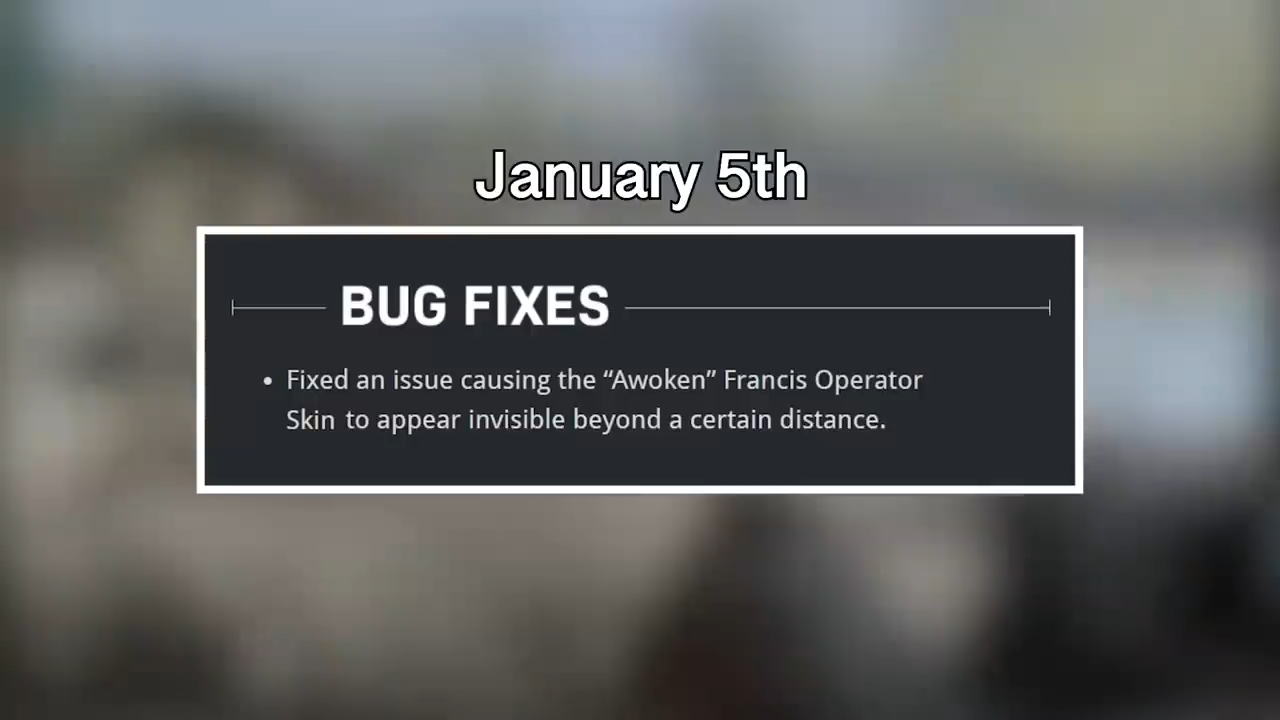 January 5th
BUG FIXES
• Fixed an issue causing the “Awoken” Francis Operator
Skin to appear invisible beyond a certain distance.